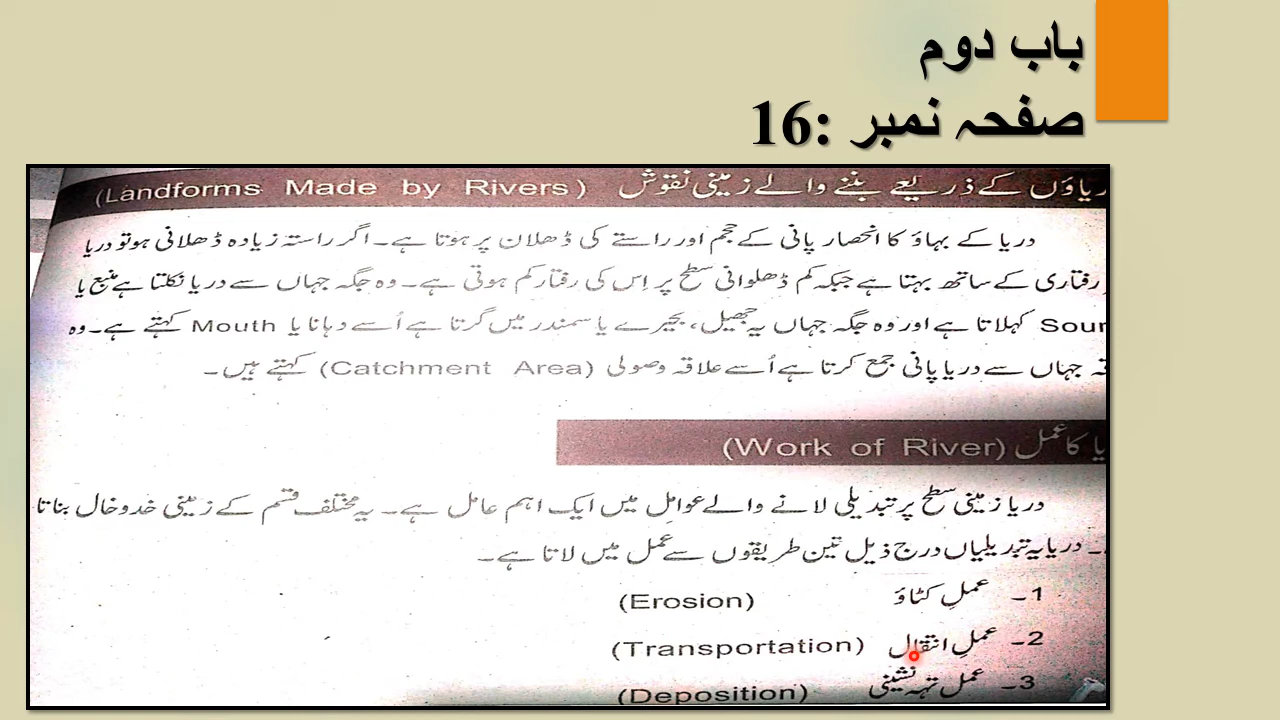 باب دوم
صفحہ نمبر :16
ریاؤں کے ذریعے بننے والے زمینی نقوش (Landforms Made by Rivers)
دریا کے بہاؤ کا انحصار پانی کے حجم اور راستے کی ڈھلان پر ہوتا ہے۔ اگر راستہ زیادہ ڈھلانی ہو تو دریا
رفتاری کے ساتھ بہتا ہے جبکہ کم ڈھلوانی سطح پر اِس کی رفتار کم ہوتی ہے۔ وہ جگہ جہاں سے دریا نکلتا ہے منبع یا
Sour کہلاتا ہے اور وہ جگہ جہاں یہ جھیل، بحیرے یا سمندر میں گرتا ہے اُسے دہانا یا Mouth کہتے ہے۔ وہ
قہ جہاں سے دریا پانی جمع کرتا ہے اُسے علاقہ وصولی (Catchment Area) کہتے ہیں۔
یا کا عمل (Work of River)
دریا زمینی سطح پر تبدیلی لانے والے عوامل میں ایک اہم عامل ہے۔ یہ مختلف قسم کے زمینی خدوخال بناتا
۔ دریا یہ تبدیلیاں درج ذیل تین طریقوں سے عمل میں لاتا ہے۔
1۔ عملِ کٹاؤ (Erosion)
2۔ عملِ انتقال (Transportation)
3۔ عمل تہہ نشینی (Deposition)